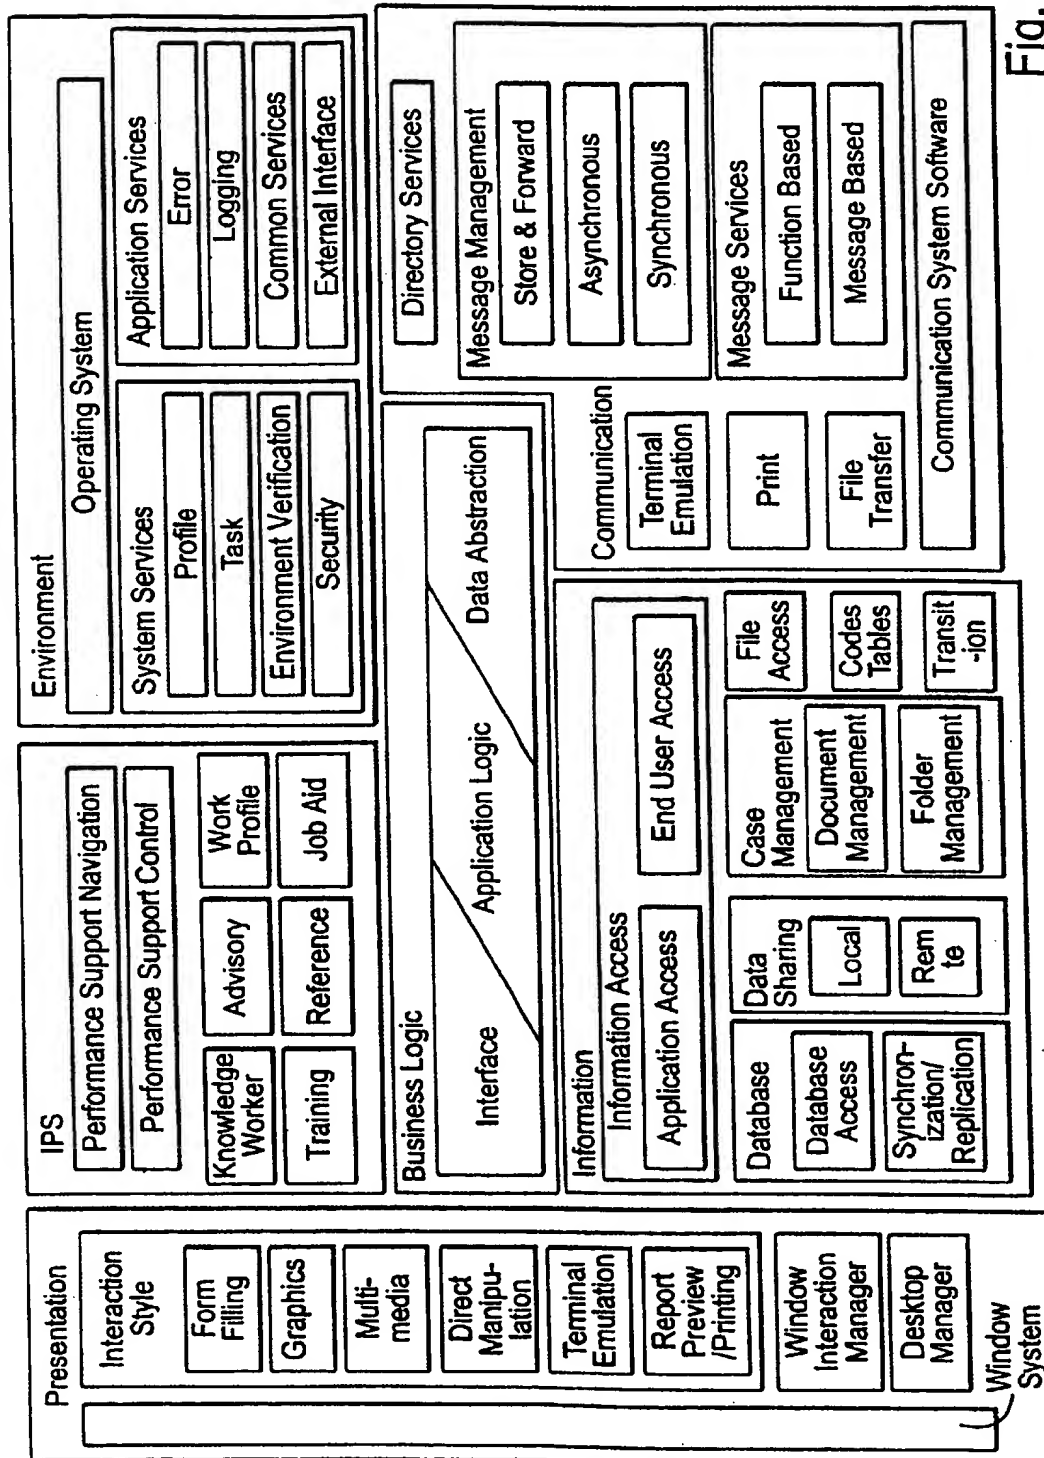 Presentation
Interaction
Style
Form
Filling
Graphics
Multi-
media
Direct
Manipu-
lation
Terminal
Emulation
Report
Preview
/Printing
Window
Interaction
Manager
Desktop
Manager
Window
System
IPS
Performance Support Navigation
Performance Support Control
Knowledge
Worker
Advisory
Work
Profile
Training
Reference
Job Aid
Environment
Operating System
System Services
Profile
Task
Environment Verification
Security
Application Services
Error
Logging
Common Services
External Interface
Business Logic
Interface
Application Logic
Data Abstraction
Information
Information Access
Application Access
End User Access
Database
Database
Access
Synchron-
ization/
Replication
Data
Sharing
Local
Rem
te
Case
Management
Document
Management
Folder
Management
File
Access
Codes
Tables
Transit
-ion
Communication
Terminal
Emulation
Print
File
Transfer
Directory Services
Message Management
Store & Forward
Asynchronous
Synchronous
Message Services
Function Based
Message Based
Communication System Software
Fig.